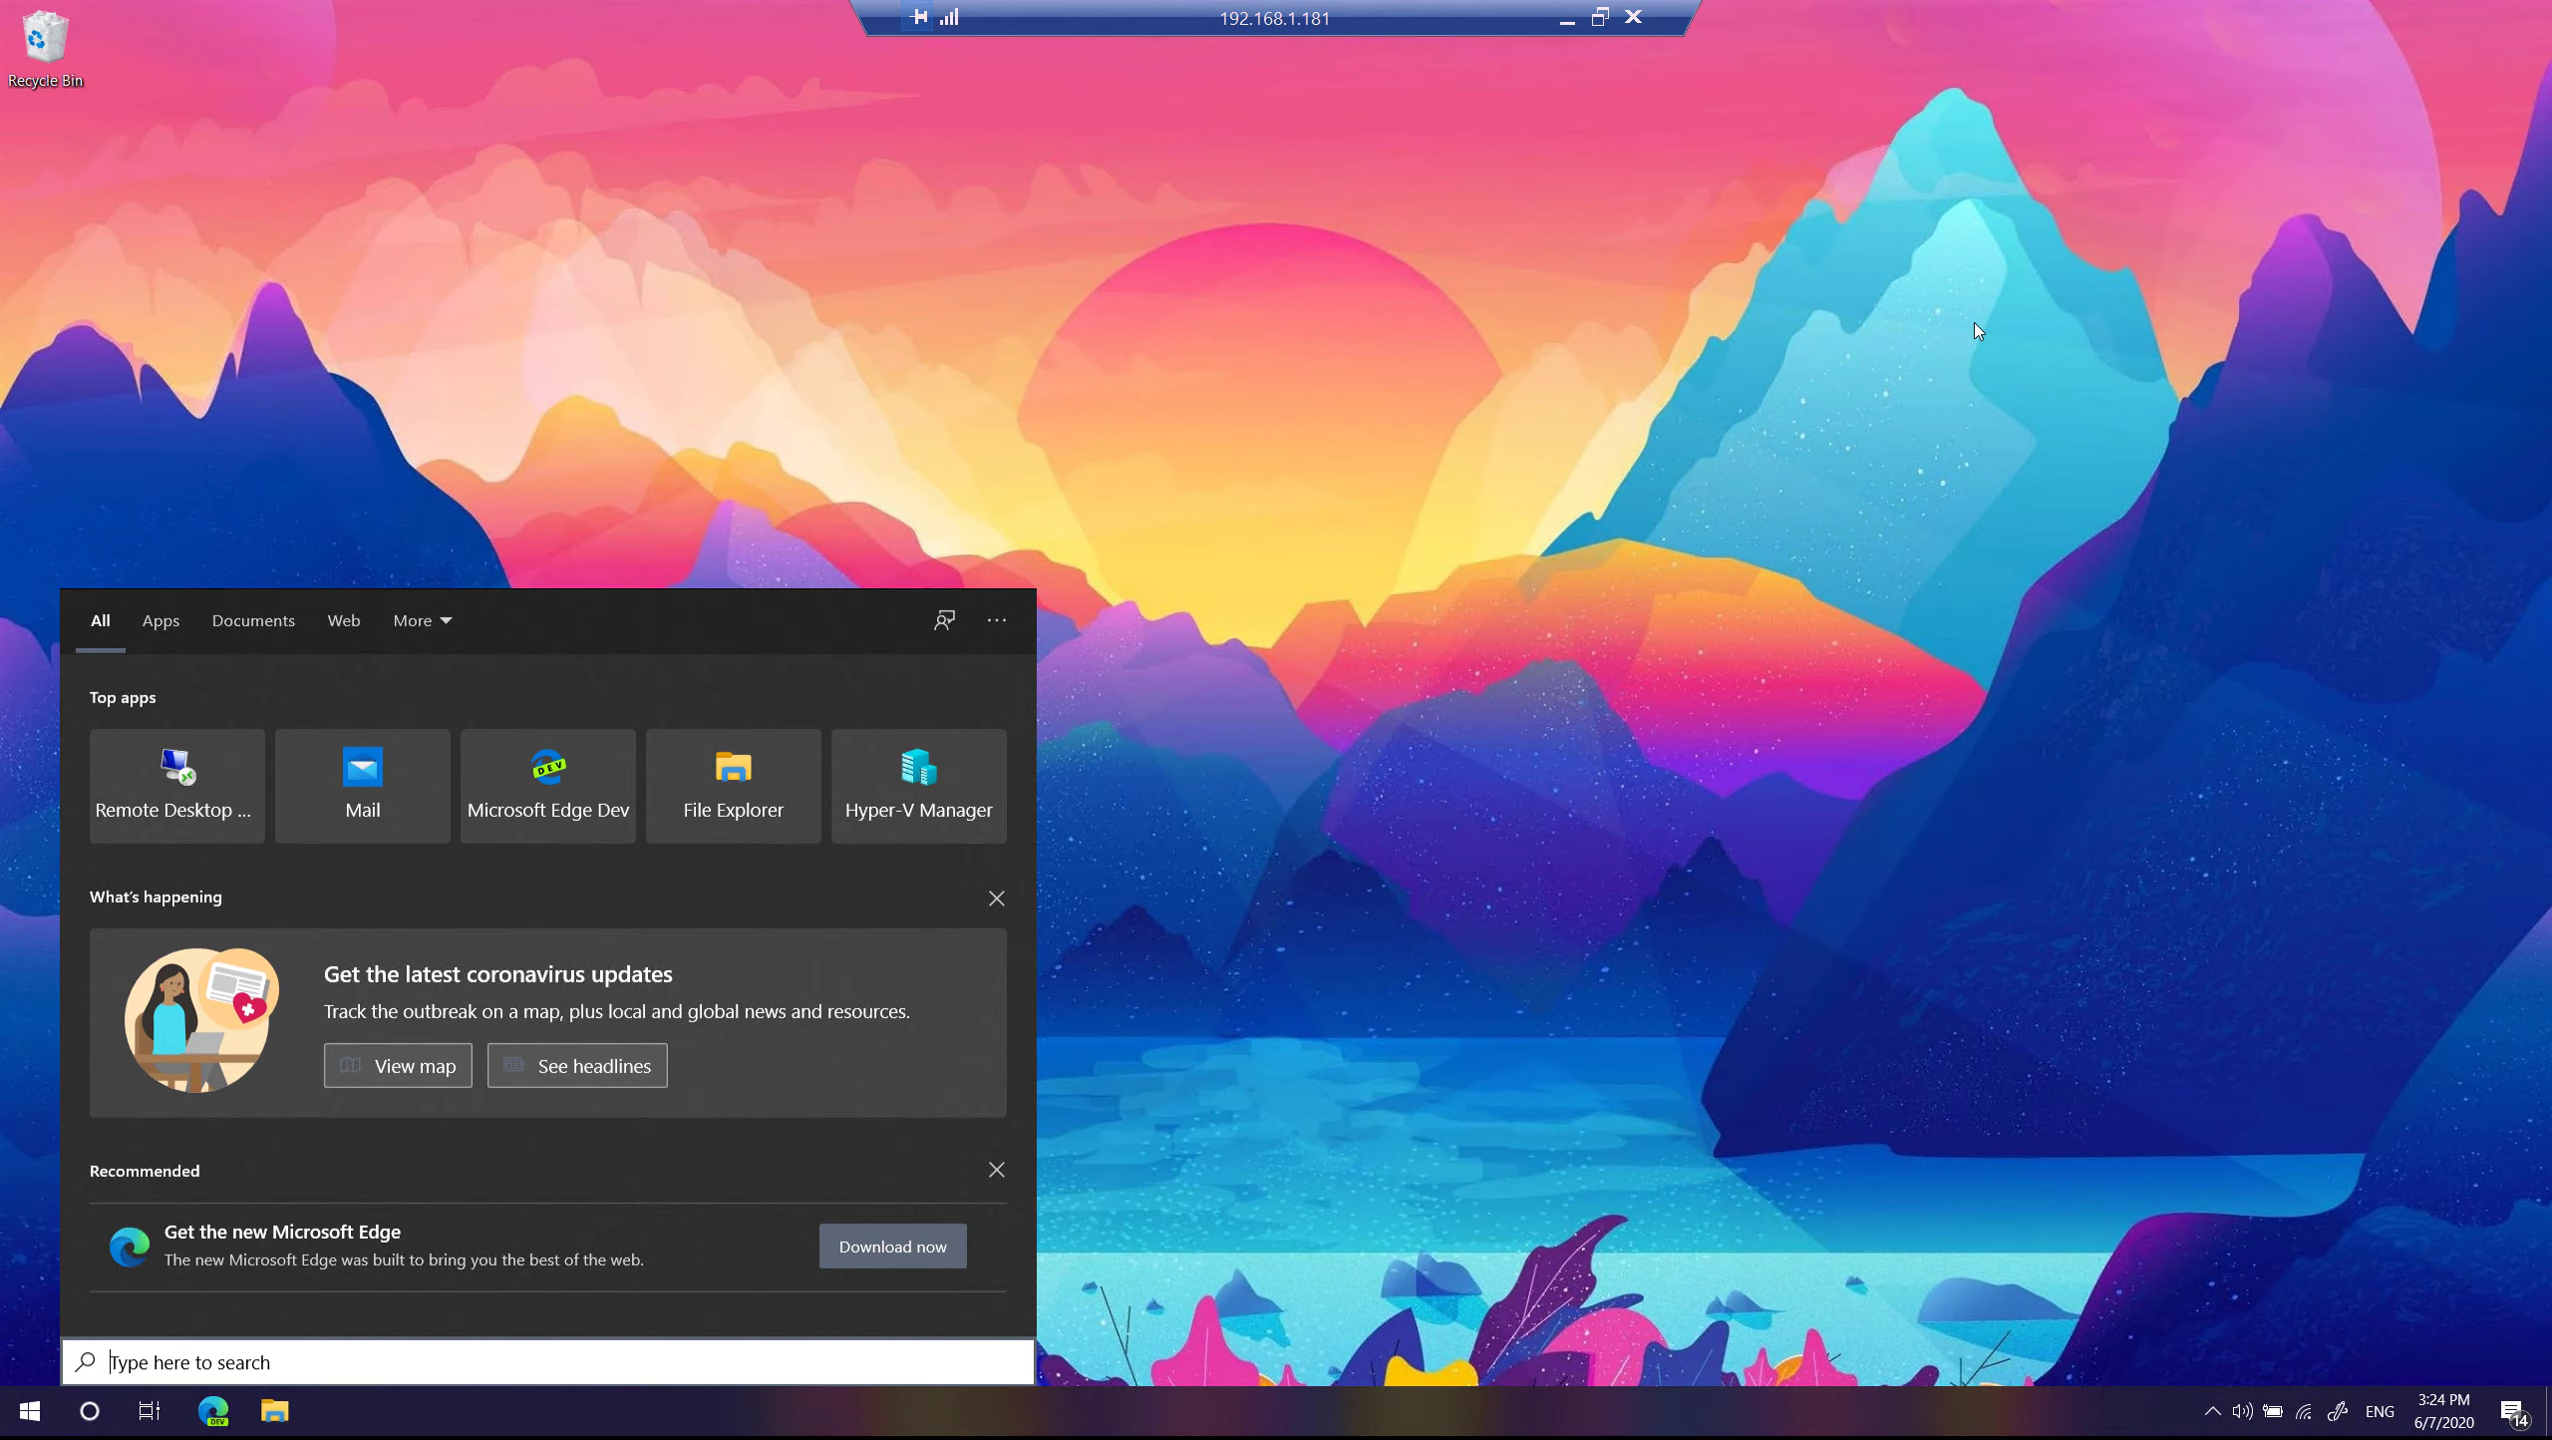 192.168.1.181
Recycle Bin
All Apps Documents Web More
Top apps
Remote Desktop ...
Mail
DEV
Microsoft Edge Dev
File Explorer
Hyper-V Manager
What's happening
Get the latest coronavirus updates
Track the outbreak on a map, plus local and global news and resources.
View map
See headlines
Recommended
Get the new Microsoft Edge
The new Microsoft Edge was built to bring you the best of the web.
Download now
Type here to search
DEV
ENG
3:24 PM
6/7/2020
14